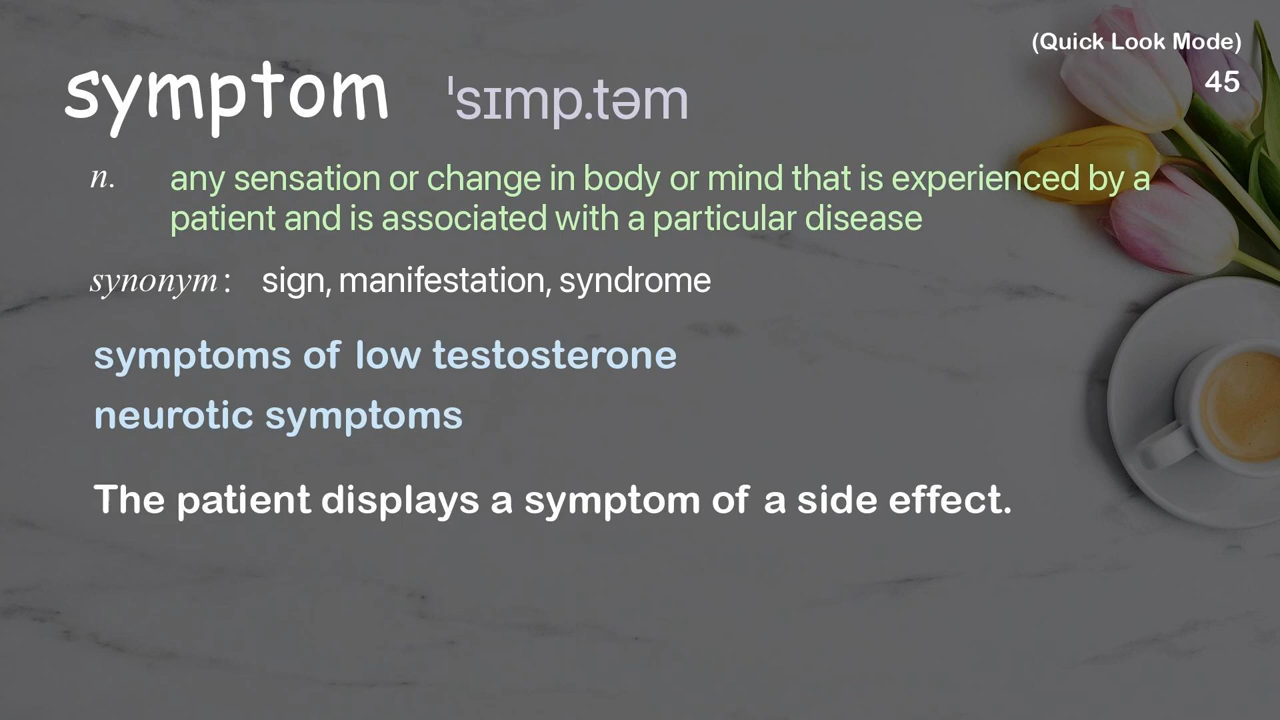 (Quick Look Mode)
45
symptom ˈsɪmp.təm
n. any sensation or change in body or mind that is experienced by a
patient and is associated with a particular disease
synonym: sign, manifestation, syndrome
symptoms of low testosterone
neurotic symptoms
The patient displays a symptom of a side effect.